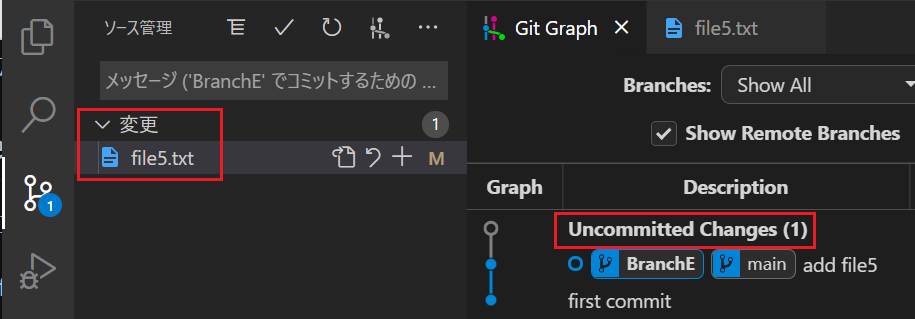 ソース管理
メッセージ ('BranchE' でコミットするための ...
変更
1
file5.txt
M
1
Git Graph
file5.txt
Branches: Show All
Show Remote Branches
Graph Description
Uncommitted Changes (1)
BranchE main add file5
first commit